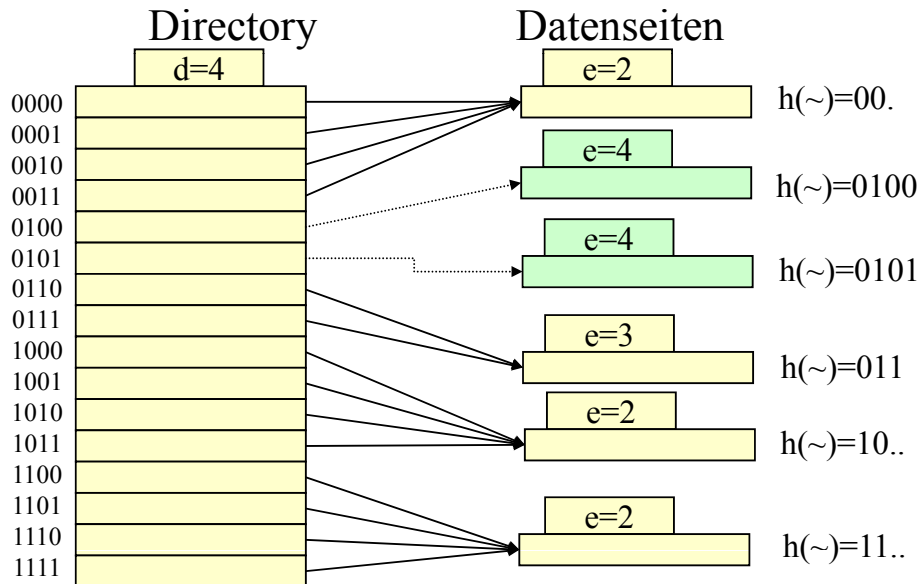 Directory
Datenseiten
d=4
0000
0001
0010
0011
0100
0101
0110
0111
1000
1001
1010
1011
1100
1101
1110
1111
e=2
h(~)=00.
e=4
h(~)=0100
e=4
h(~)=0101
e=3
h(~)=011
e=2
h(~)=10..
e=2
h(~)=11..